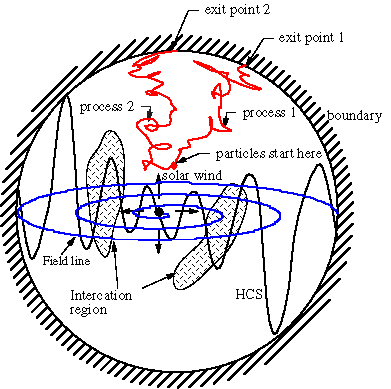 exit point 2
exit point 1
process 2
process 1
boundary
particles start here
solar wind
Field line
Intercation
region
HCS